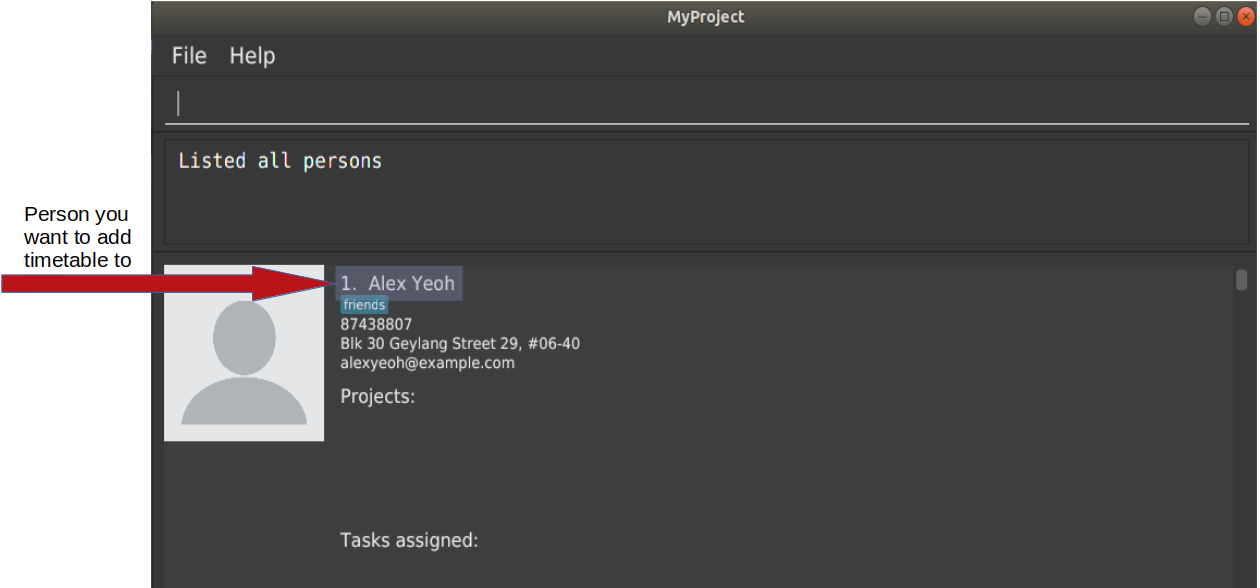 MyProject
File Help
Listed all persons
Person you
want to add
timetable to
1. Alex Yeoh
friends
87438807
Blk 30 Geylang Street 29, #06-40
alexyeoh@example.com
Projects:
Tasks assigned: